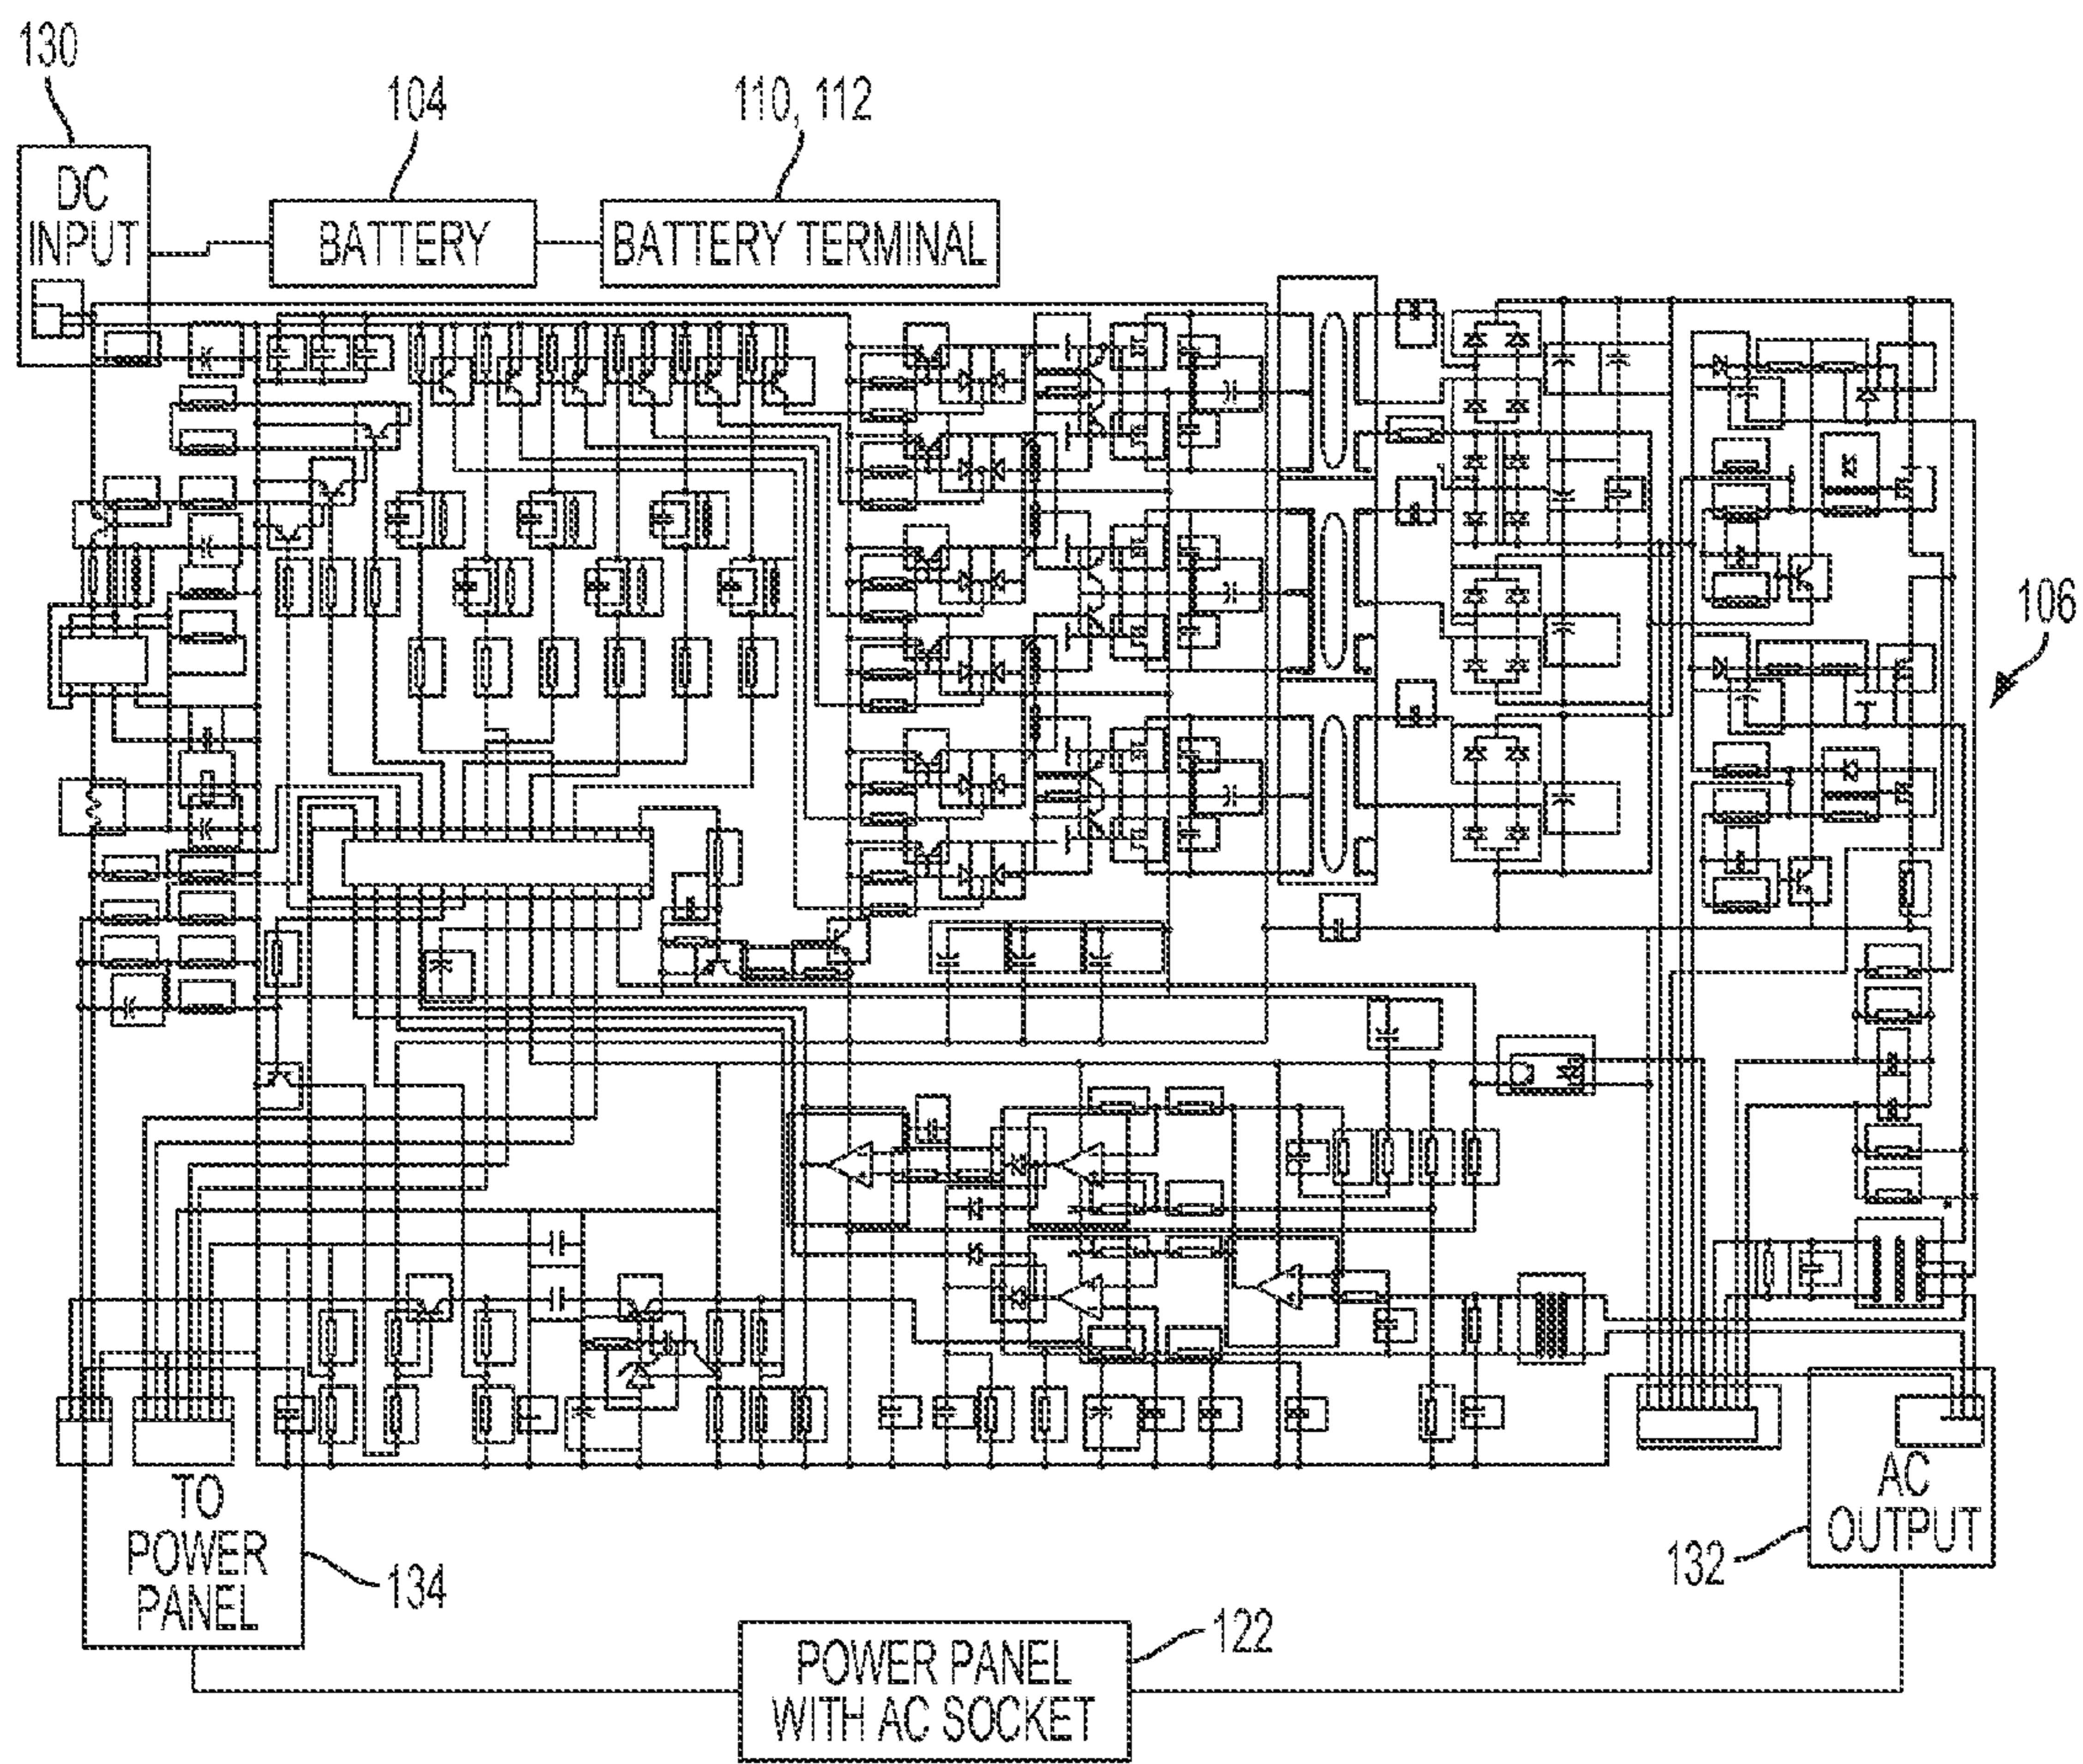 130
104
110, 112
DC
INPUT
BATTERY
BATTERY TERMINAL
106
TO
POWER
PANEL
134
AC
OUTPUT
132
POWER PANEL
WITH AC SOCKET
122